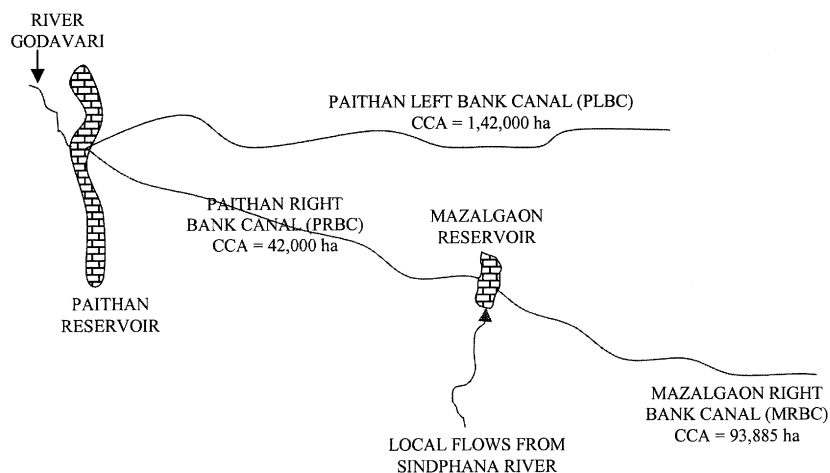 RIVER
GODAVARI
PAITHAN LEFT BANK CANAL (PLBC)
CCA = 1,42,000 ha
PAITHAN RIGHT
BANK CANAL (PRBC)
CCA = 42,000 ha
MAZALGAON
RESERVOIR
PAITHAN
RESERVOIR
MAZALGAON RIGHT
BANK CANAL (MRBC)
CCA = 93,885 ha
LOCAL FLOWS FROM
SINDPHANA RIVER